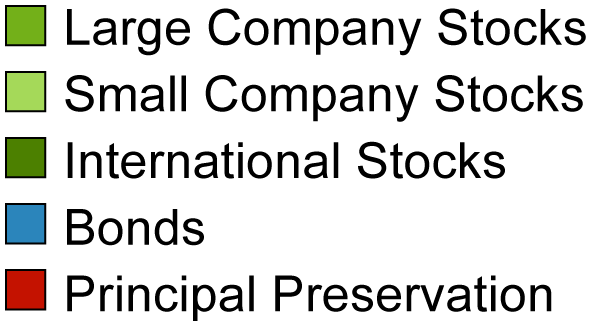 Large Company Stocks
Small Company Stocks
International Stocks
Bonds
Principal Preservation